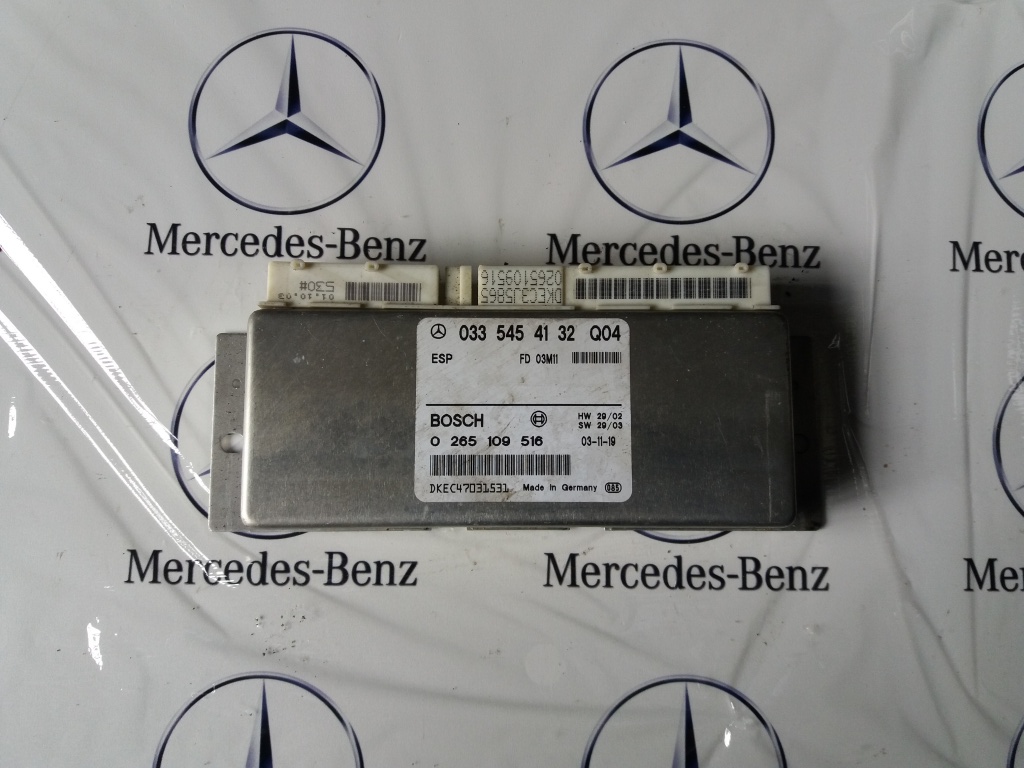 Mercedes-Benz
Mercedes-Benz
Me
01.10.03
530#
DKEC3J5865
0265109516
033 545 41 32 Q04
ESP FD 03M11
BOSCH HW 29/02
SW 29/03
0 265 109 516 03-11-19
DKEC47031531 Made in Germany 085
Mercedes-Benz
Mercedes-Benz
M